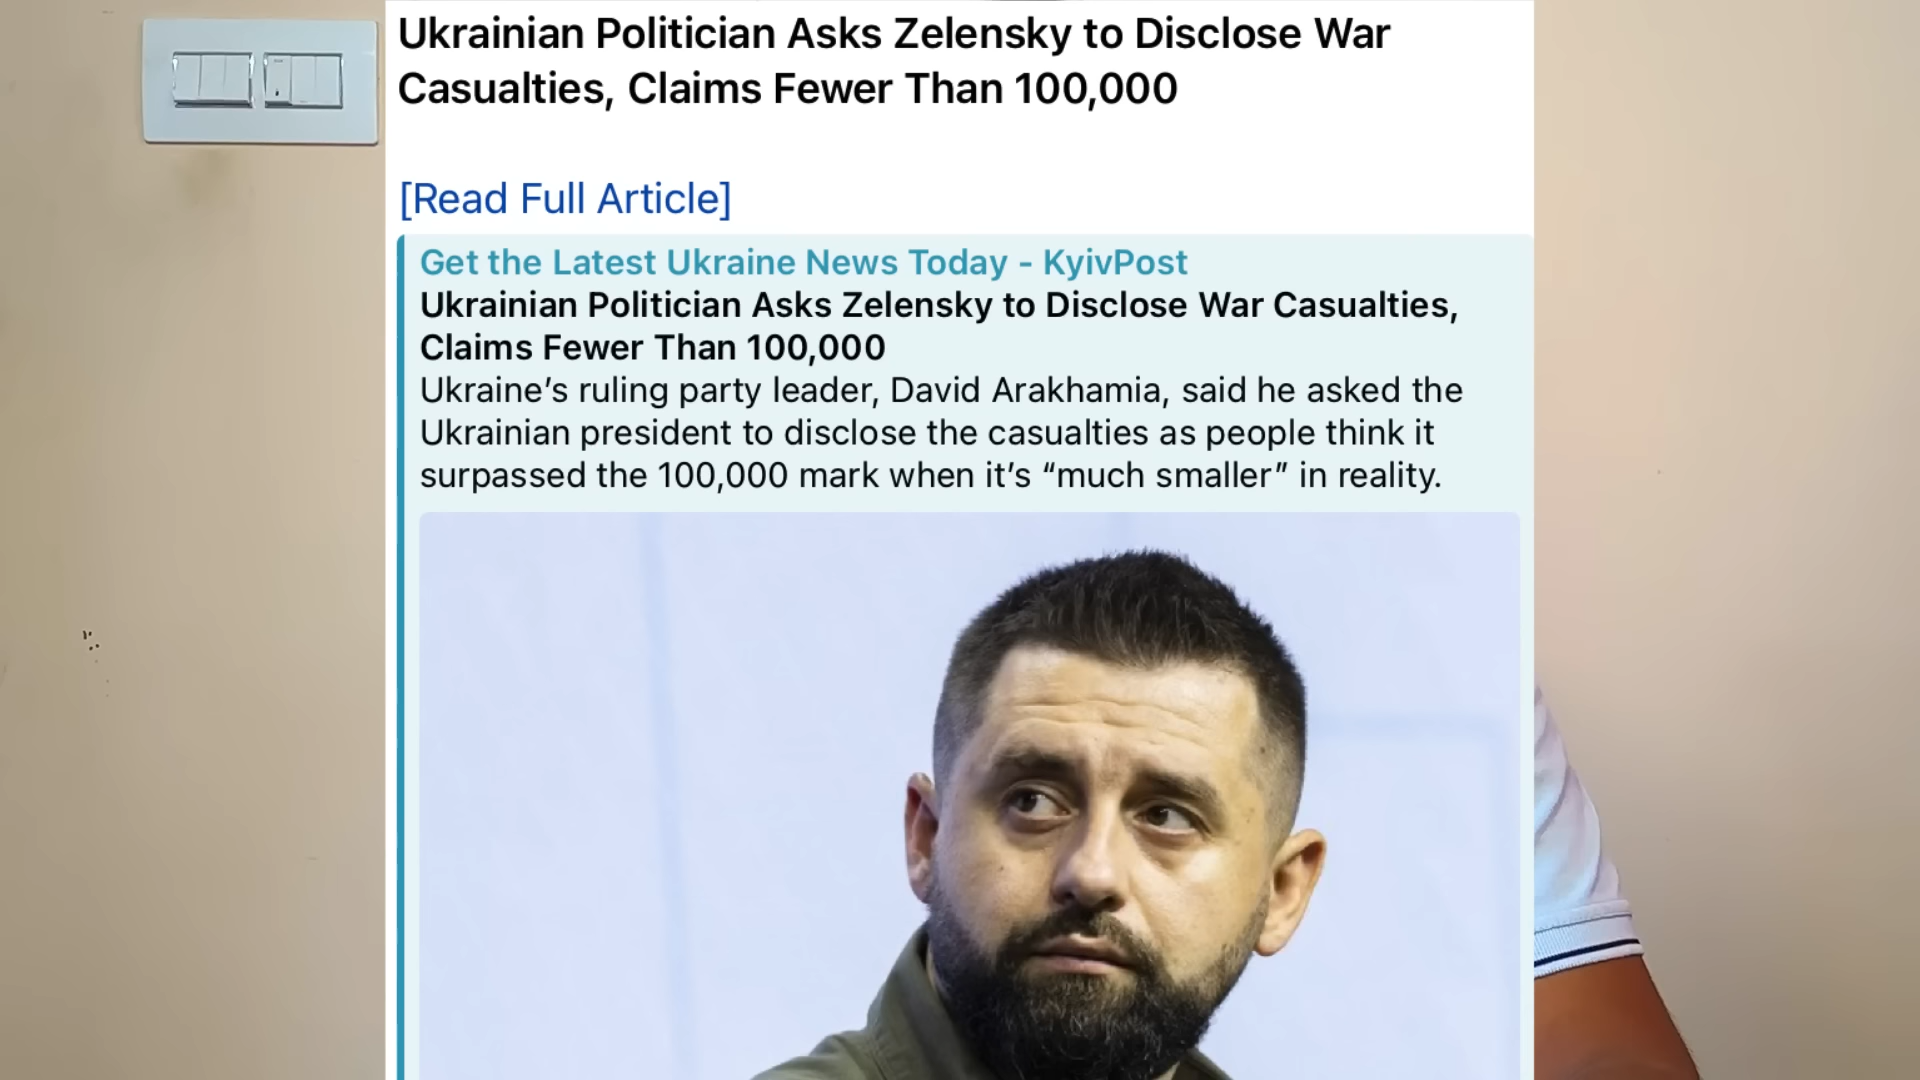 Ukrainian Politician Asks Zelensky to Disclose War
Casualties, Claims Fewer Than 100,000
[Read Full Article]
Get the Latest Ukraine News Today - KyivPost
Ukrainian Politician Asks Zelensky to Disclose War Casualties,
Claims Fewer Than 100,000
Ukraine’s ruling party leader, David Arakhamia, said he asked the
Ukrainian president to disclose the casualties as people think it
surpassed the 100,000 mark when it’s “much smaller” in reality.